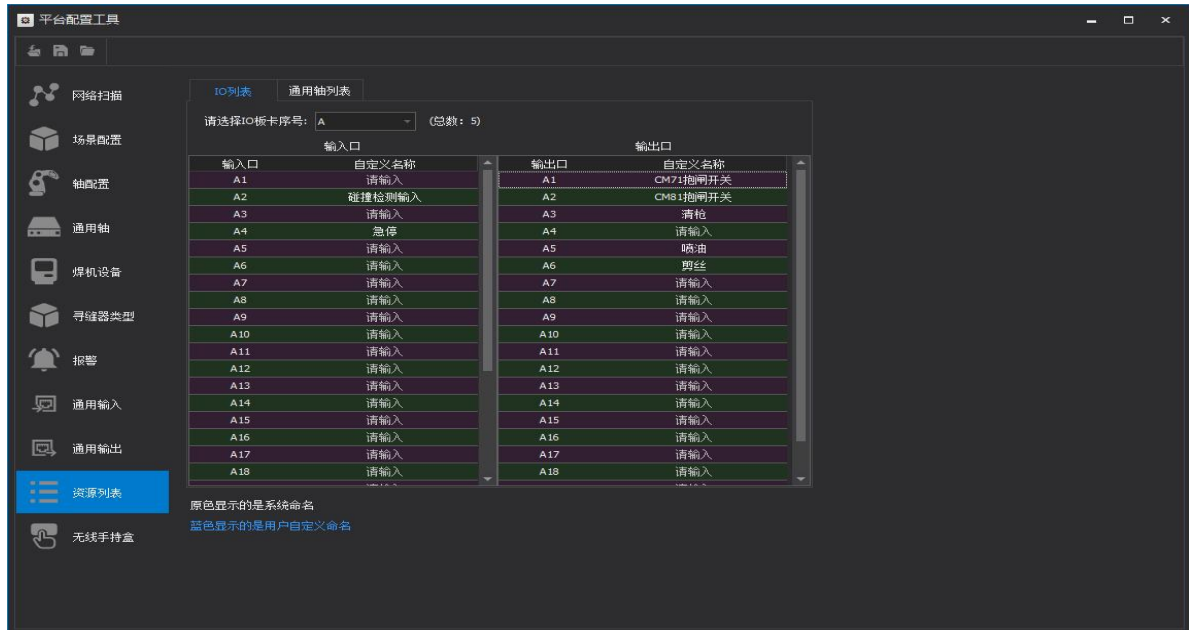 平台配置工具
网络扫描
场景配置
轴配置
通用轴
焊机设备
寻缝器类型
报警
通用输入
通用输出
资源列表
无线手持盒
IO列表 通用轴列表
请选择IO板卡序号: A (总数: 5)
输入口 输出口
输入口 自定义名称 输出口 自定义名称
A1 请输入 A1 CM71抱闸开关
A2 碰撞检测输入 A2 CM81抱闸开关
A3 请输入 A3 清枪
A4 急停 A4 请输入
A5 请输入 A5 喷油
A6 请输入 A6 剪丝
A7 请输入 A7 请输入
A8 请输入 A8 请输入
A9 请输入 A9 请输入
A10 请输入 A10 请输入
A11 请输入 A11 请输入
A12 请输入 A12 请输入
A13 请输入 A13 请输入
A14 请输入 A14 请输入
A15 请输入 A15 请输入
A16 请输入 A16 请输入
A17 请输入 A17 请输入
A18 请输入 A18 请输入
原色显示的是系统命名
蓝色显示的是用户自定义命名